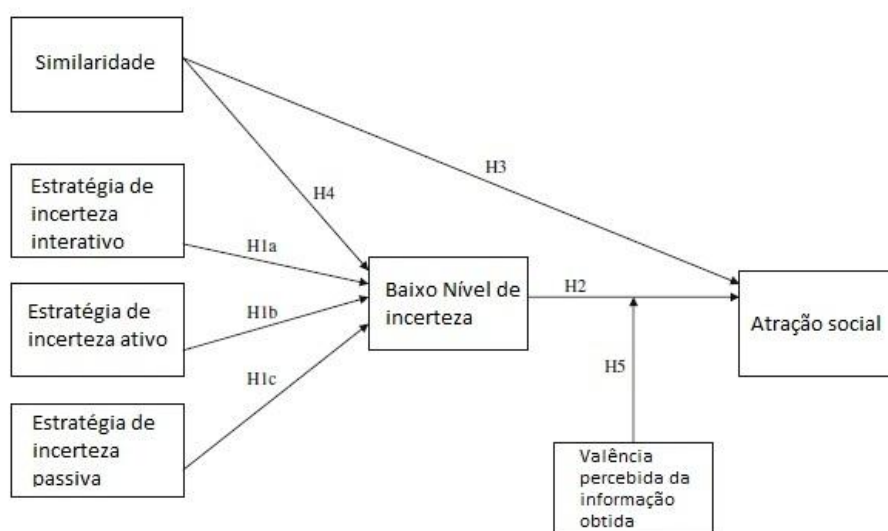 Similaridade
H3
Estratégia de
incerteza
interativo
H4
H1a
Baixo Nível de
incerteza
H2
Atração social
Estratégia de
incerteza ativo
H1b
H1c
H5
Estratégia de
incerteza
passiva
Valência
percebida da
informação
obtida